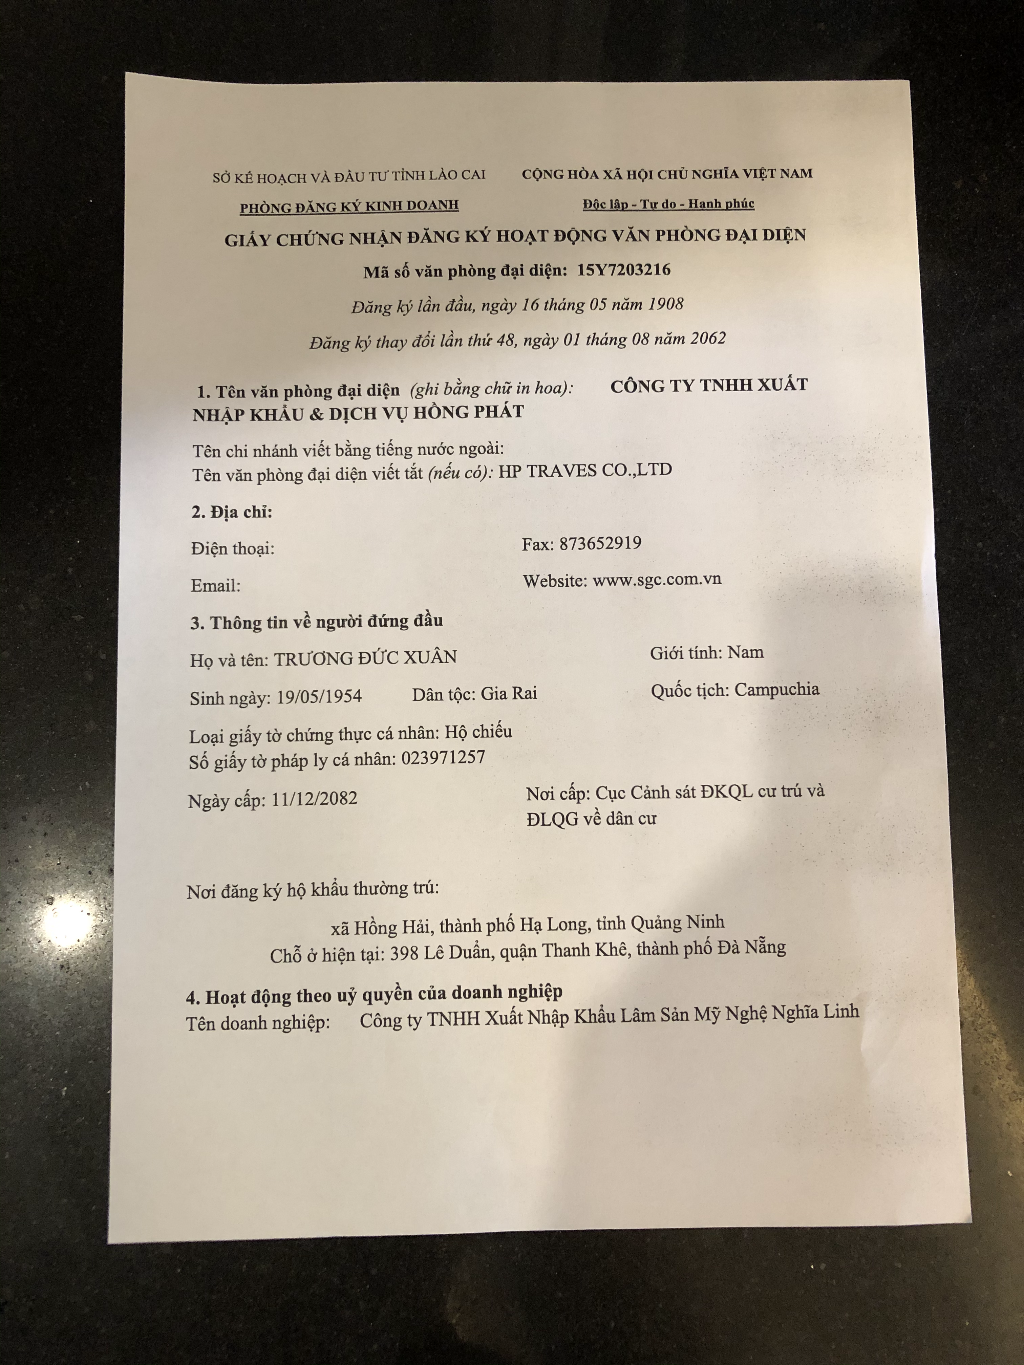 SỞ KẾ HOẠCH VÀ ĐẦU TƯ TỈNH LÀO CAI
CỘNG HÒA XÃ HỘI CHỦ NGHĨA VIỆT NAM
PHÒNG ĐĂNG KÝ KINH DOANH
Độc lập - Tự do - Hạnh phúc
GIẤY CHỨNG NHẬN ĐĂNG KÝ HOẠT ĐỘNG VĂN PHÒNG ĐẠI DIỆN
Mã số văn phòng đại diện: 15Y7203216
Đăng ký lần đầu, ngày 16 tháng 05 năm 1908
Đăng ký thay đổi lần thứ 48, ngày 01 tháng 08 năm 2062
1. Tên văn phòng đại diện (ghi bằng chữ in hoa): CÔNG TY TNHH XUẤT
NHẬP KHẨU & DỊCH VỤ HỒNG PHÁT
Tên chi nhánh viết bằng tiếng nước ngoài:
Tên văn phòng đại diện viết tắt (nếu có): HP TRAVES CO.,LTD
2. Địa chỉ:
Điện thoại:
Fax: 873652919
Email:
Website: www.sgc.com.vn
3. Thông tin về người đứng đầu
Họ và tên: TRƯƠNG ĐỨC XUÂN
Giới tính: Nam
Sinh ngày: 19/05/1954
Dân tộc: Gia Rai
Quốc tịch: Campuchia
Loại giấy tờ chứng thực cá nhân: Hộ chiếu
Số giấy tờ pháp ly cá nhân: 023971257
Ngày cấp: 11/12/2082
Nơi cấp: Cục Cảnh sát ĐKQL cư trú và
ĐLQG về dân cư
Nơi đăng ký hộ khẩu thường trú:
xã Hồng Hải, thành phố Hạ Long, tỉnh Quảng Ninh
Chỗ ở hiện tại: 398 Lê Duẩn, quận Thanh Khê, thành phố Đà Nẵng
4. Hoạt động theo uỷ quyền của doanh nghiệp
Tên doanh nghiệp: Công ty TNHH Xuất Nhập Khẩu Lâm Sản Mỹ Nghệ Nghĩa Linh